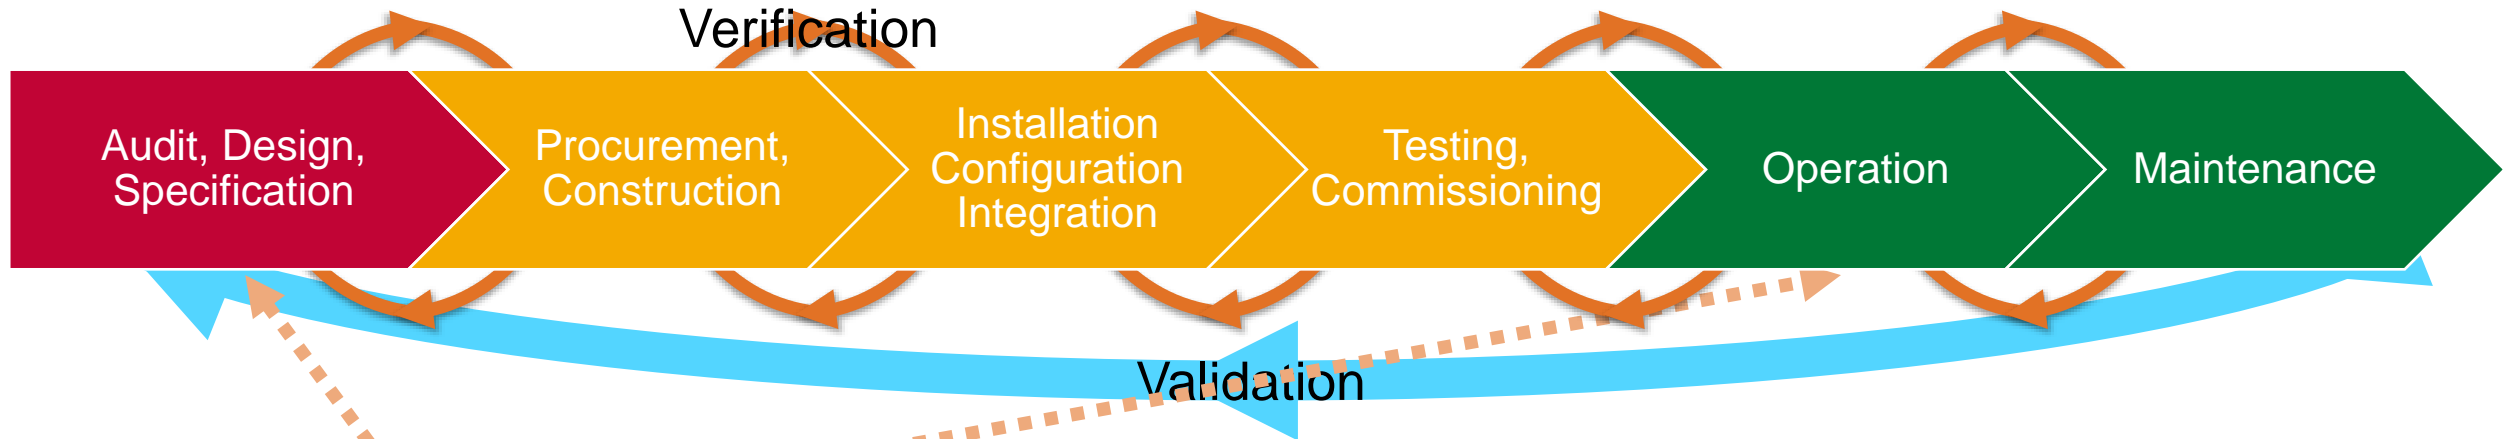 Verification
Audit, Design,
Specification
Procurement,
Construction
Installation
Configuration
Integration
Testing,
Commissioning
Operation
Maintenance
Validation